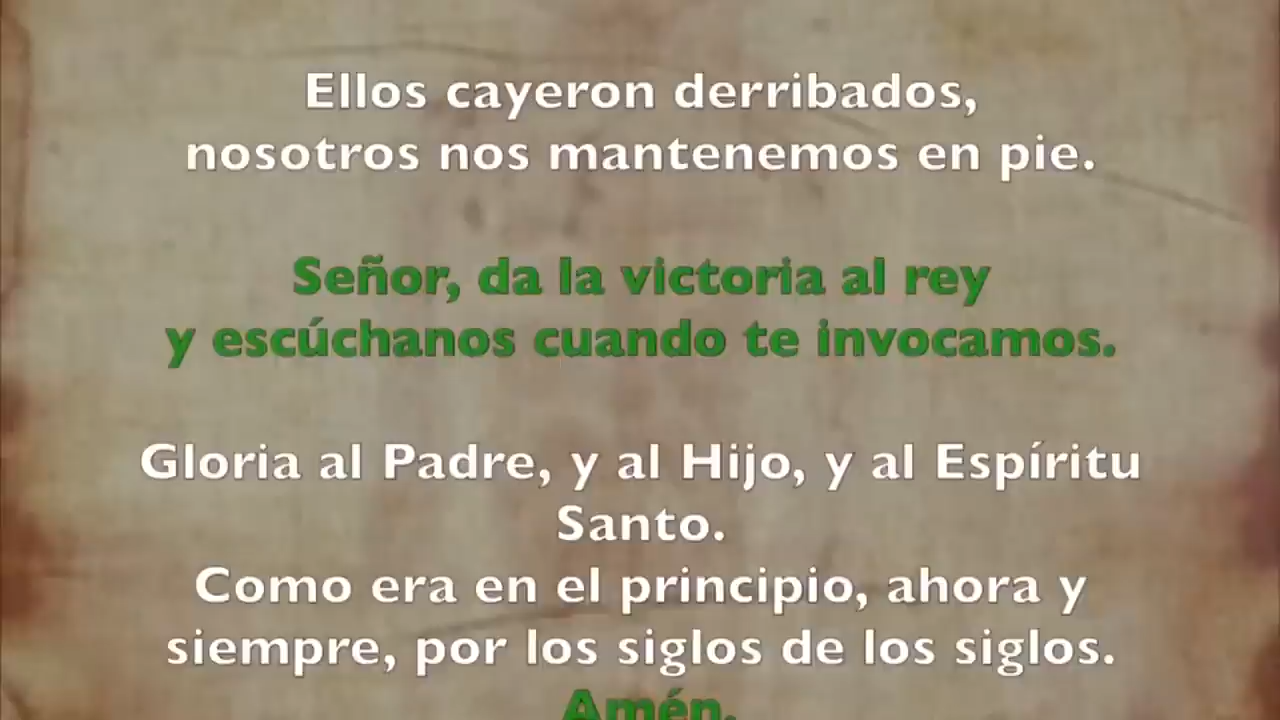 Ellos cayeron derribados,
nosotros nos mantenemos en pie.
Señor, da la victoria al rey
y escúchanos cuando te invocamos.
Gloria al Padre, y al Hijo, y al Espíritu
Santo.
Como era en el principio, ahora y
siempre, por los siglos de los siglos.
Amén.